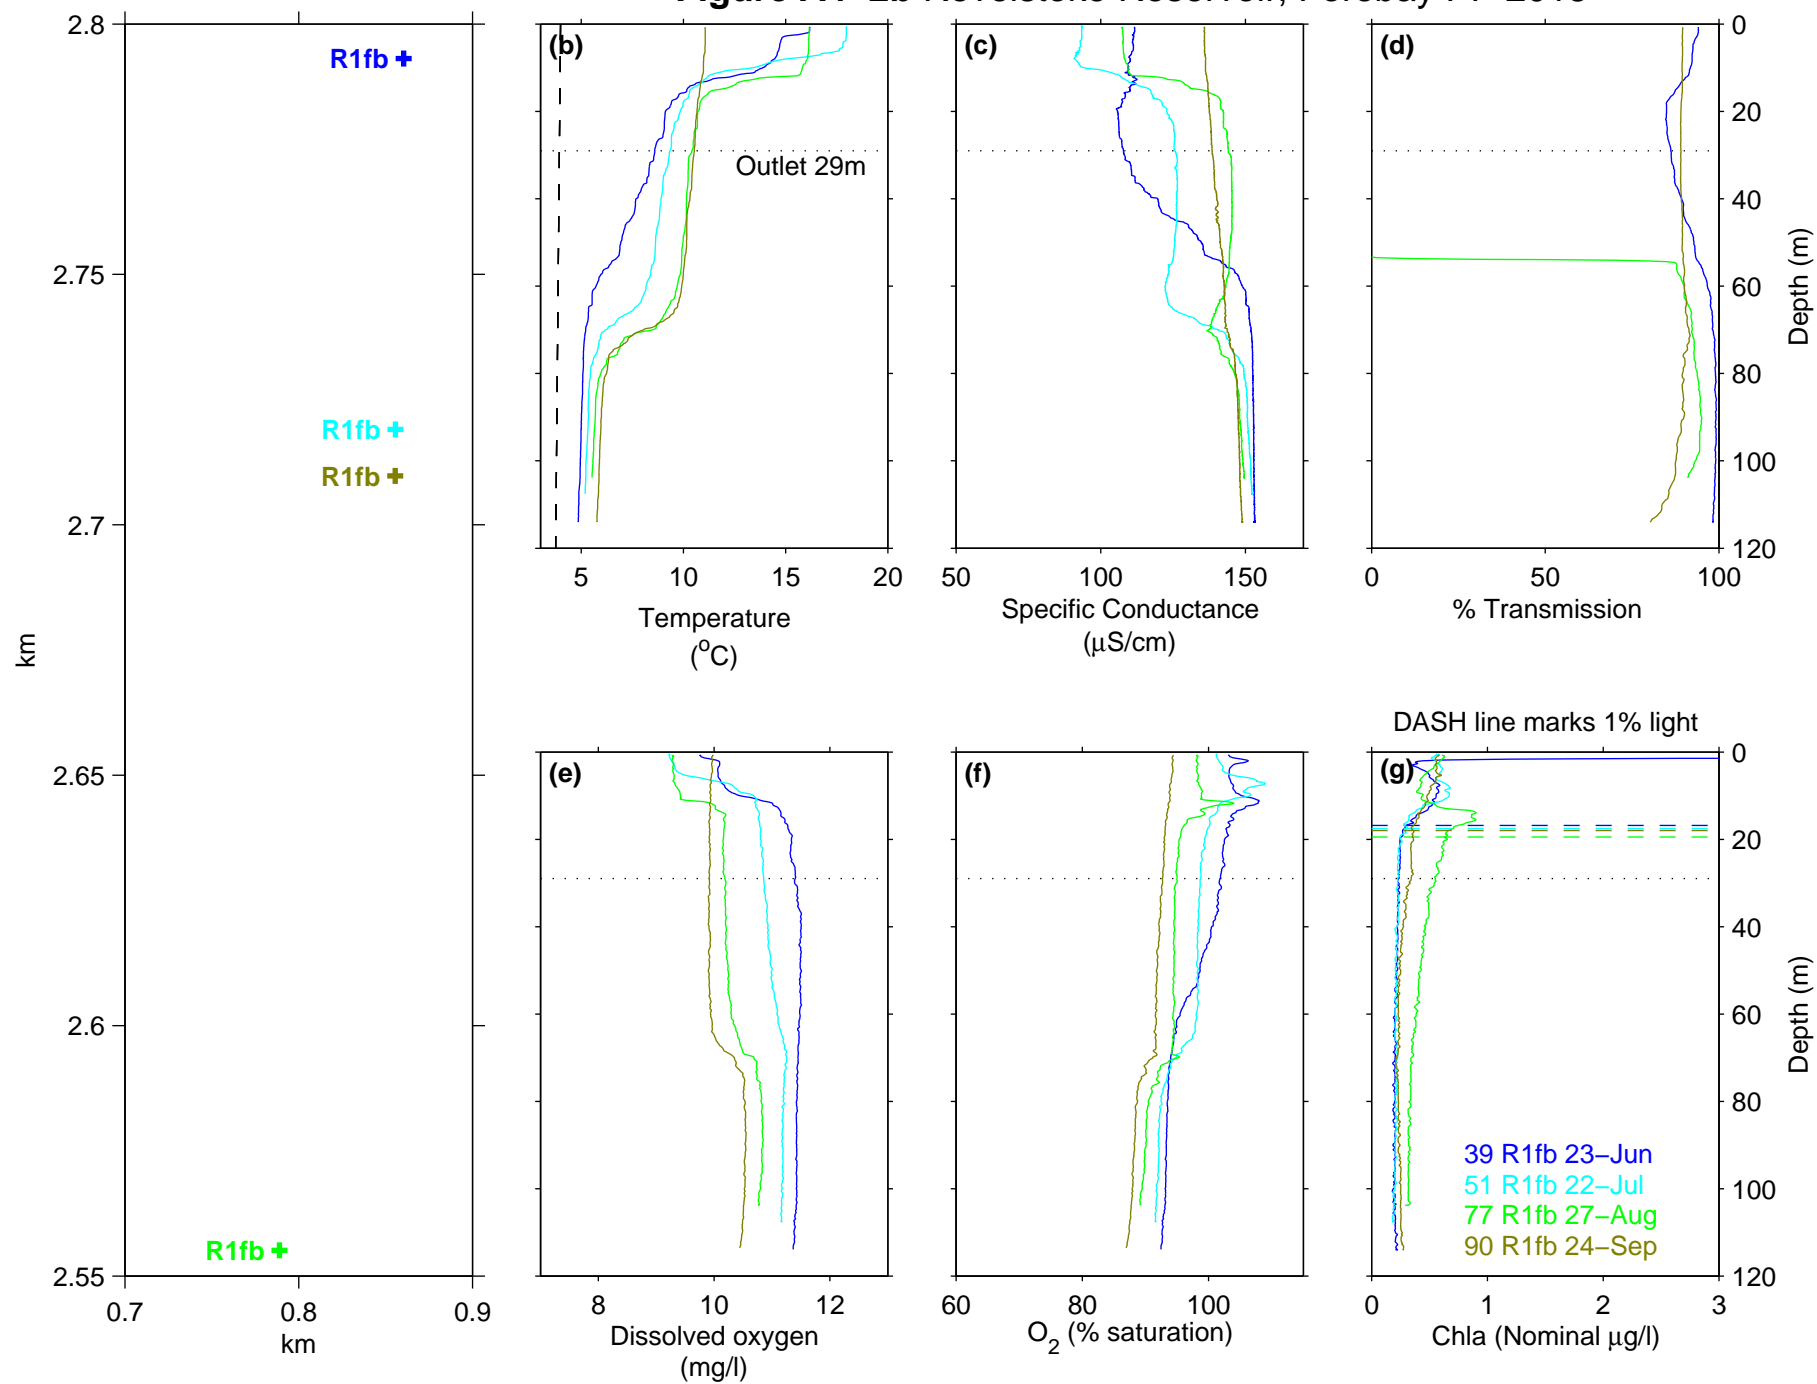 2.8
2.75
2.7
2.65
2.6
2.55
km
0.7 0.8 0.9
km
R1fb
R1fb
R1fb
R1fb
(b)
Outlet 29m
5 10 15 20
Temperature
(°C)
(c)
50 100 150
Specific Conductance
(μS/cm)
(d)
0 50 100
% Transmission
0
20
40
60
80
100
120
Depth (m)
(e)
8 10 12
Dissolved oxygen
(mg/l)
(f)
60 80 100
O2 (% saturation)
DASH line marks 1% light
(g)
39 R1fb 23−Jun
51 R1fb 22−Jul
77 R1fb 27−Aug
90 R1fb 24−Sep
0 1 2 3
Chla (Nominal μg/l)
0
20
40
60
80
100
120
Depth (m)